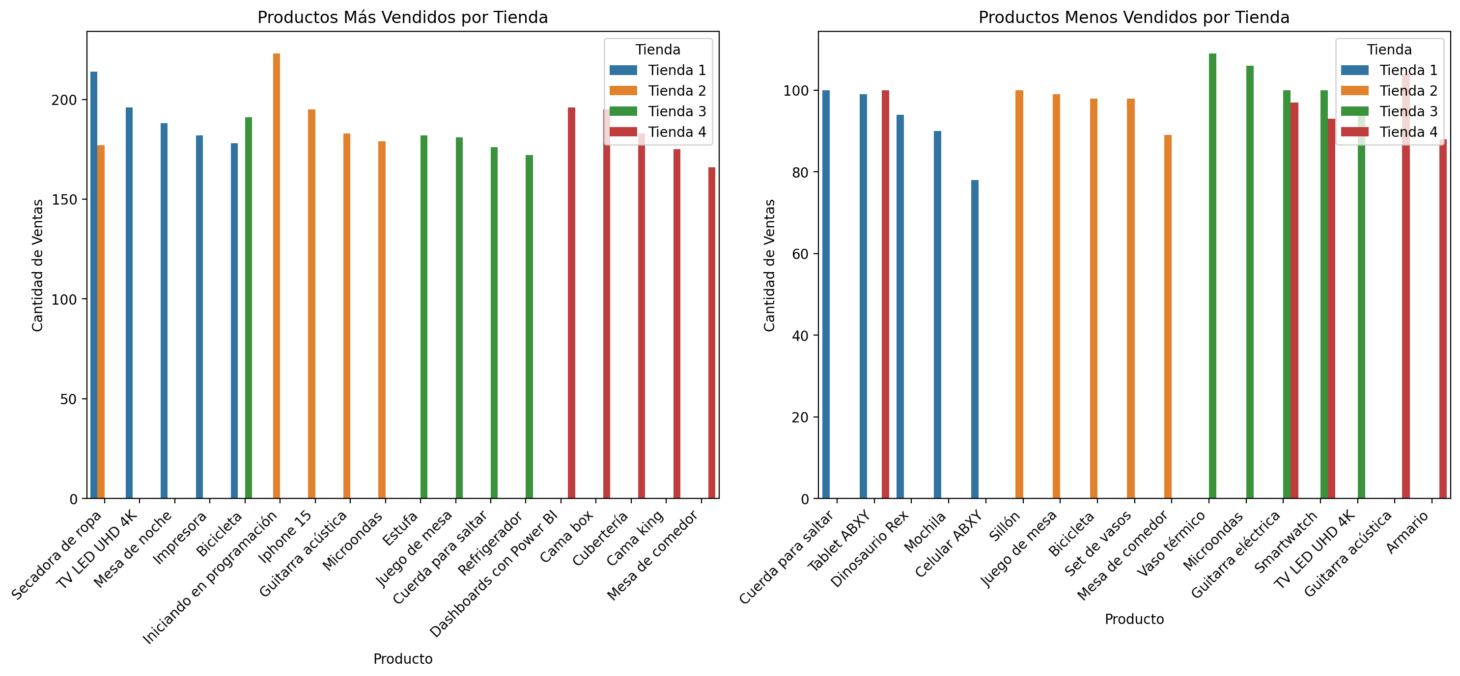 Productos Más Vendidos por Tienda
Tienda
Tienda 1
Tienda 2
Tienda 3
Tienda 4
Cantidad de Ventas
200
150
100
50
0
Secadora de ropa
TV LED UHD 4K
Mesa de noche
Impresora
Bicicleta
Iniciando en programación
Iphone 15
Guitarra acústica
Microondas
Estufa
Juego de mesa
Cuerda para saltar
Refrigerador
Dashboards con Power BI
Cama box
Cubertería
Cama king
Mesa de comedor
Producto
Productos Menos Vendidos por Tienda
Tienda
Tienda 1
Tienda 2
Tienda 3
Tienda 4
Cantidad de Ventas
100
80
60
40
20
0
Cuerda para saltar
Tablet ABXY
Dinosaurio Rex
Mochila
Celular ABXY
Sillón
Juego de mesa
Bicicleta
Set de vasos
Mesa de comedor
Vaso térmico
Microondas
Guitarra eléctrica
Smartwatch
TV LED UHD 4K
Guitarra acústica
Armario
Producto